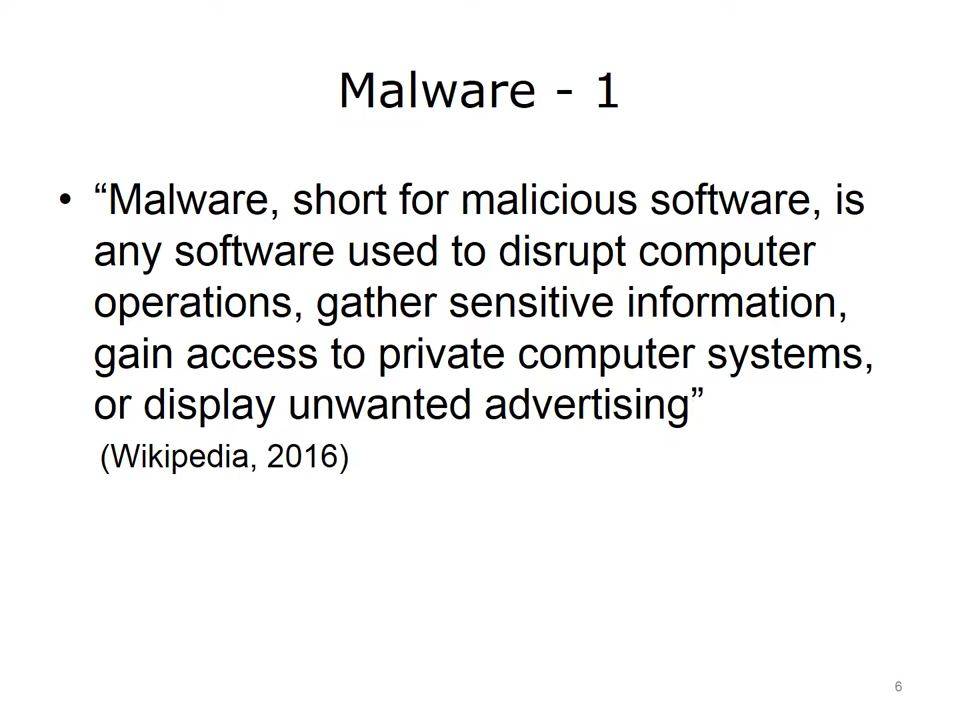 Malware - 1
• “Malware, short for malicious software, is
any software used to disrupt computer
operations, gather sensitive information,
gain access to private computer systems,
or display unwanted advertising”
(Wikipedia, 2016)
6